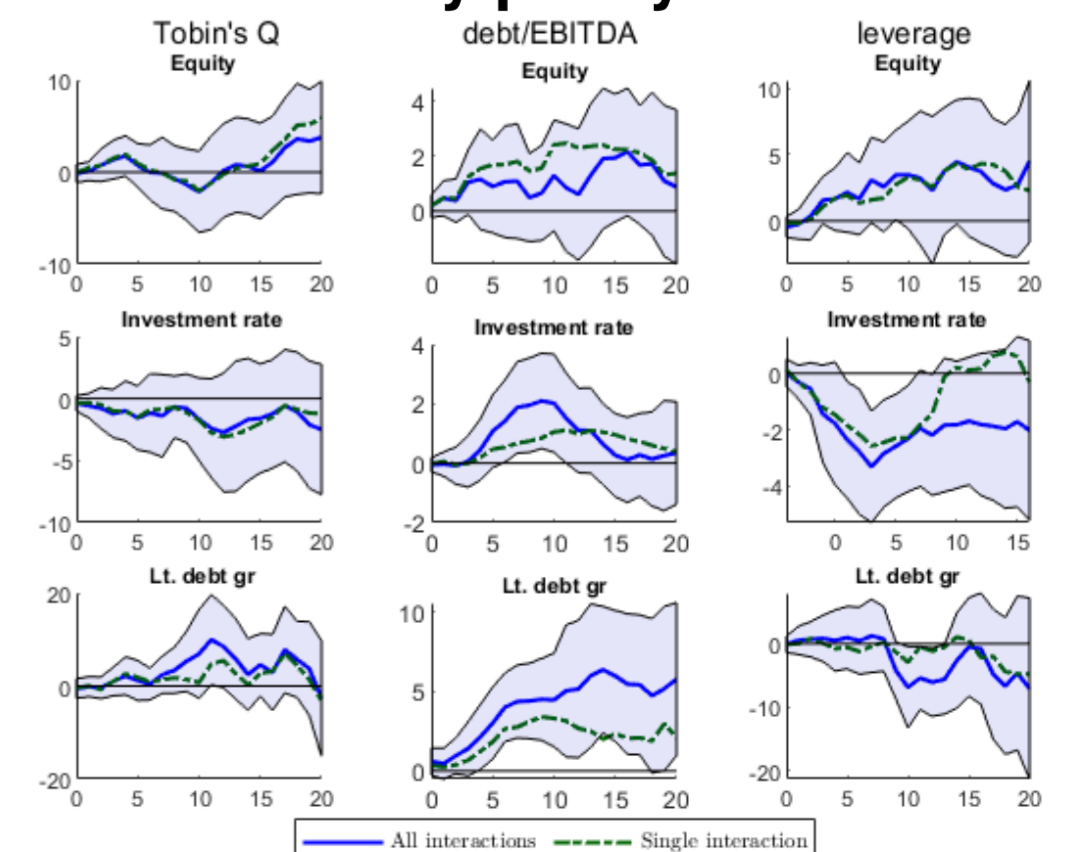 Tobin's Q debt/EBITDA leverage
Equity Equity Equity
10 4 10
0 2 5
-10 0 0
0 5 10 15 20 0 5 10 15 20 0 5 10 15 20
Investment rate Investment rate Investment rate
5 4 0
0 2 -2
-5 0 -4
-10 -2
0 5 10 15 20 0 5 10 15 20 0 5 10 15
Lt. debt gr Lt. debt gr Lt. debt gr
20 10 0
0 5 -10
-20 0 -20
0 5 10 15 20 0 5 10 15 20 0 5 10 15 20
All interactions Single interaction